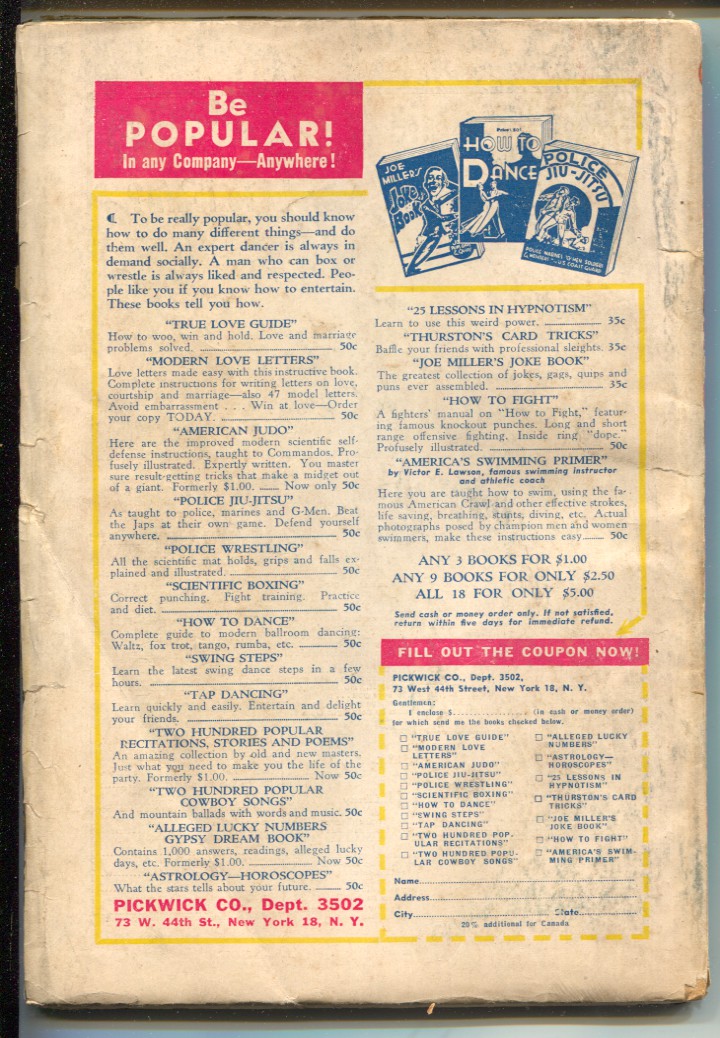 Be
POPULAR!
In any Company—Anywhere!
¶ To be really popular, you should know
how to do many different things—and do
them well. An expert dancer is always in
demand socially. A man who can box or
wrestle is always liked and respected. Peo-
ple like you if you know how to entertain.
These books tell you how.
"TRUE LOVE GUIDE"
How to woo, win and hold. Love and marriage
problems solved. 50c
"MODERN LOVE LETTERS"
Love letters made easy with this instructive book.
Complete instructions for writing letters on love,
courtship and marriage—also 47 model letters.
Avoid embarrassment . . . Win at love—Order
your copy TODAY. 50c
"AMERICAN JUDO"
Here are the improved modern scientific self-
defense instructions, taught to Commandos. Pro-
fusely illustrated. Expertly written. You master
sure result-getting tricks that make a midget out
of a giant. Formerly $1.00. Now only 50c
"POLICE JIU-JITSU"
As taught to police, marines and G-Men. Beat
the Japs at their own game. Defend yourself
anywhere. 50c
"POLICE WRESTLING"
All the scientific mat holds, grips and falls ex-
plained and illustrated. 50c
"SCIENTIFIC BOXING"
Correct punching. Fight training. Practice
and diet. 50c
"HOW TO DANCE"
Complete guide to modern ballroom dancing:
Waltz, fox trot, tango, rumba, etc. 50c
"SWING STEPS"
Learn the latest swing dance steps in a few
hours. 50c
"TAP DANCING"
Learn quickly and easily. Entertain and delight
your friends. 50c
"TWO HUNDRED POPULAR
RECITATIONS, STORIES AND POEMS"
An amazing collection by old and new masters.
Just what you need to make you the life of the
party. Formerly $1.00. Now 50c
"TWO HUNDRED POPULAR
COWBOY SONGS"
And mountain ballads with words and music. 50c
"ALLEGED LUCKY NUMBERS
GYPSY DREAM BOOK"
Contains 1,000 answers, readings, alleged lucky
days, etc. Formerly $1.00. Now 50c
"ASTROLOGY—HOROSCOPES"
What the stars tells about your future. 50c
PICKWICK CO., Dept. 3502
73 W. 44th St., New York 18, N. Y.
JOE
MILLER'S
Joke
Book
HOW TO
DANCE
POLICE
JIU-JITSU
"25 LESSONS IN HYPNOTISM"
Learn to use this weird power. 35c
"THURSTON'S CARD TRICKS"
Baffle your friends with professional sleights. 35c
"JOE MILLER'S JOKE BOOK"
The greatest collection of jokes, gags, quips and
puns ever assembled. 35c
"HOW TO FIGHT"
A fighters' manual on "How to Fight," featur-
ing famous knockout punches. Long and short
range offensive fighting. Inside ring "dope."
Profusely illustrated. 50c
"AMERICA'S SWIMMING PRIMER"
by Victor E. Lawson, famous swimming instructor
and athletic coach
Here you are taught how to swim, using the fa-
mous American Crawl and other effective strokes,
life saving, breathing, stunts, diving, etc. Actual
photographs posed by champion men and women
swimmers, make these instructions easy 50c
ANY 3 BOOKS FOR $1.00
ANY 9 BOOKS FOR ONLY $2.50
ALL 18 FOR ONLY $5.00
Send cash or money order only. If not satisfied,
return within five days for immediate refund.
FILL OUT THE COUPON NOW!
PICKWICK CO., Dept. 3502,
73 West 44th Street, New York 18, N. Y.
Gentlemen:
I enclose $ (in cash or money order)
for which send me the books checked below.
"TRUE LOVE GUIDE"
"MODERN LOVE
LETTERS"
"AMERICAN JUDO"
"POLICE JIU-JITSU"
"POLICE WRESTLING"
"SCIENTIFIC BOXING"
"HOW TO DANCE"
"SWING STEPS"
"TAP DANCING"
"TWO HUNDRED POP-
ULAR RECITATIONS"
"TWO HUNDRED POPU-
LAR COWBOY SONGS"
"ALLEGED LUCKY
NUMBERS"
"ASTROLOGY—
HOROSCOPES"
"25 LESSONS IN
HYPNOTISM"
"THURSTON'S CARD
TRICKS"
"JOE MILLER'S
JOKE BOOK"
"HOW TO FIGHT"
"AMERICA'S SWIM-
MING PRIMER"
Name
Address
City State
20% additional for Canada